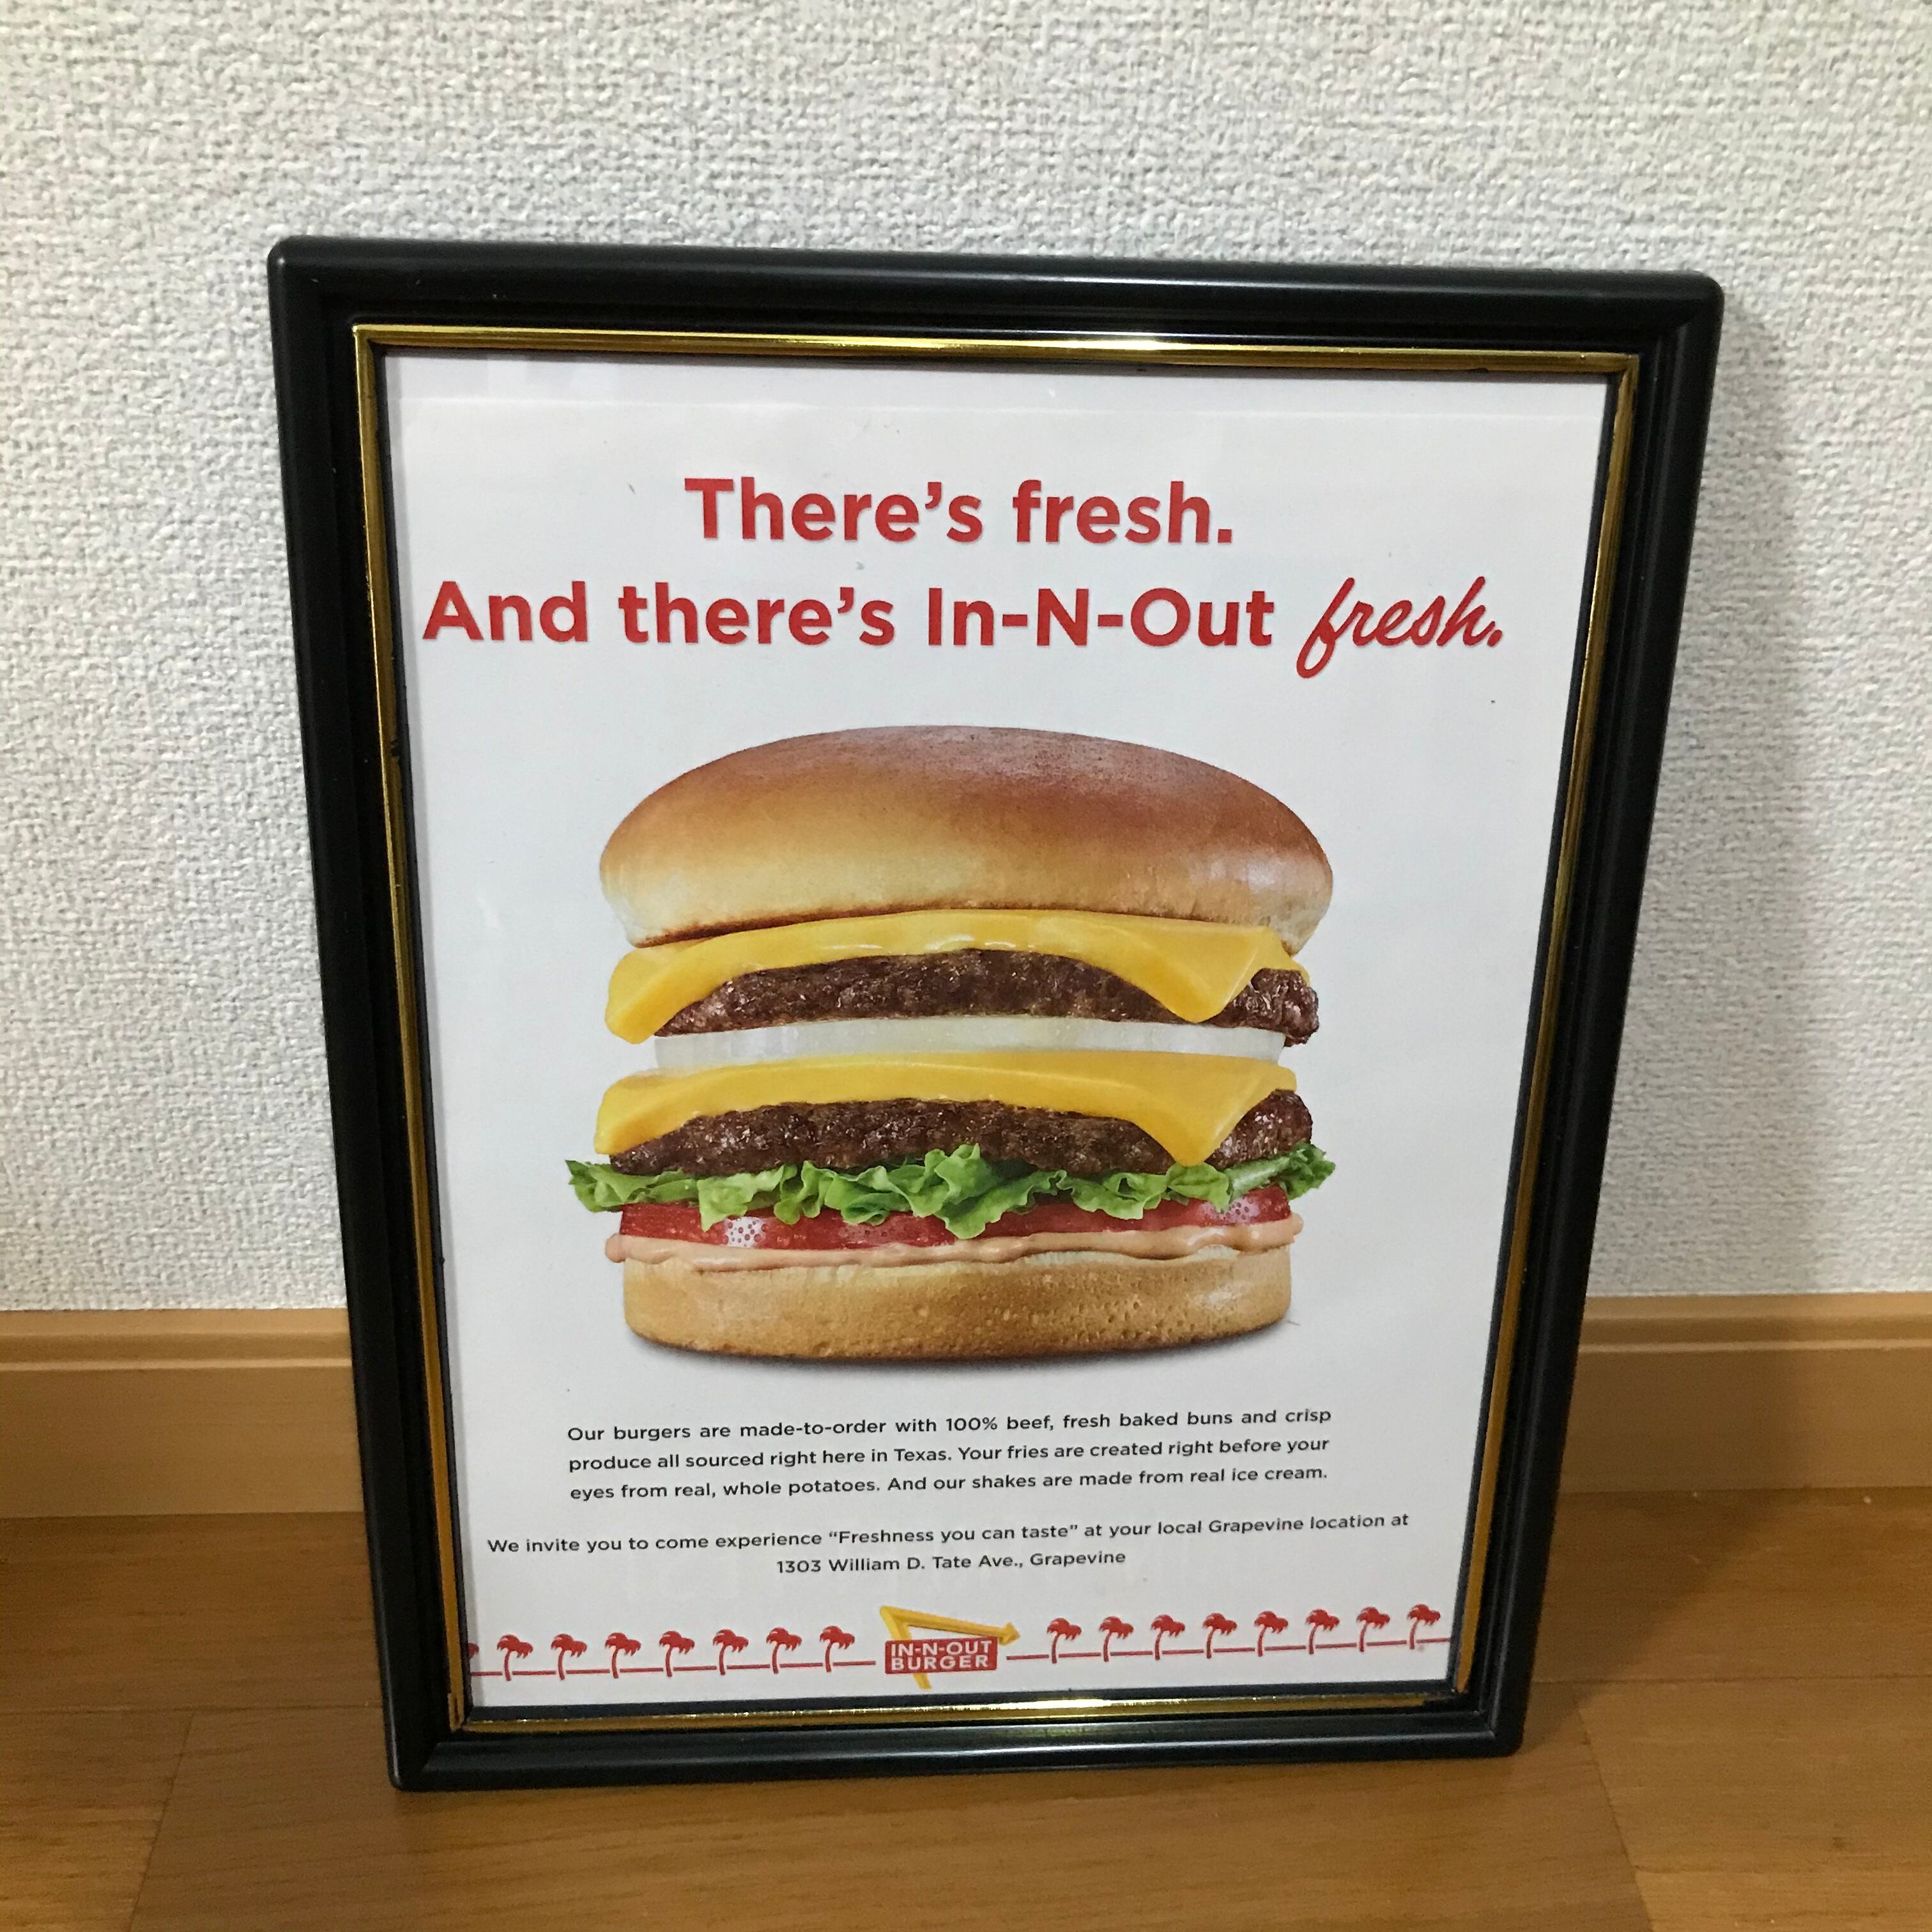 There's fresh.
And there's In-N-Out fresh.
Our burgers are made-to-order with 100% beef, fresh baked buns and crisp
produce all sourced right here in Texas. Your fries are created right before your
eyes from real, whole potatoes. And our shakes are made from real ice cream.
We invite you to come experience “Freshness you can taste” at your local Grapevine location at
1303 William D. Tate Ave., Grapevine
IN-N-OUT
BURGER